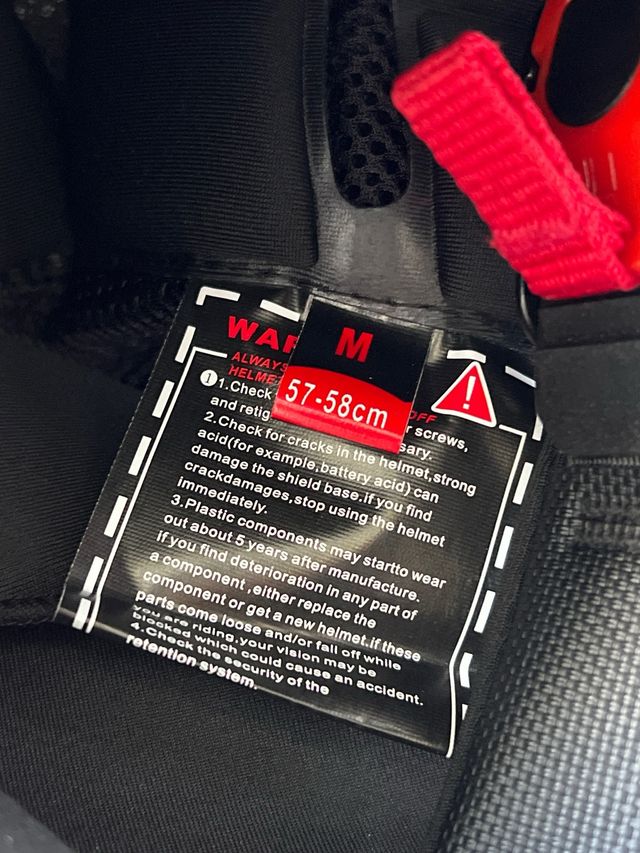 M
57-58cm
WAR
ALWAYS
HELME OFF
1 1.Check r screws,
and retig sary.
2.Check for cracks in the helmet,strong
acid(for example,battery acid) can
damage the shield base.if you find
crackdamages,stop using the helmet
immediately.
3.Plastic components may startto wear
out about 5 years after manufacture.
if you find deterioration in any part of
a component ,either replace the
component or get a new helmet.if these
parts come loose and/or fall off while
you are riding,your vision may be
blocked which could cause an accident.
4.Check the security of the
retention system.